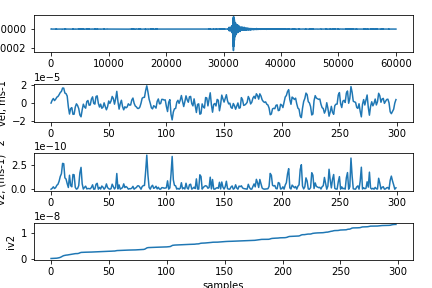 0000
0002
0 10000 20000 30000 40000 50000 60000
1e−5
2
0
−2
vel, ms-1
0 50 100 150 200 250 300
1e−10
2.5
0.0
v2, (ms-1) 2
0 50 100 150 200 250 300
1e−8
1
0
iv2
0 50 100 150 200 250 300
samples